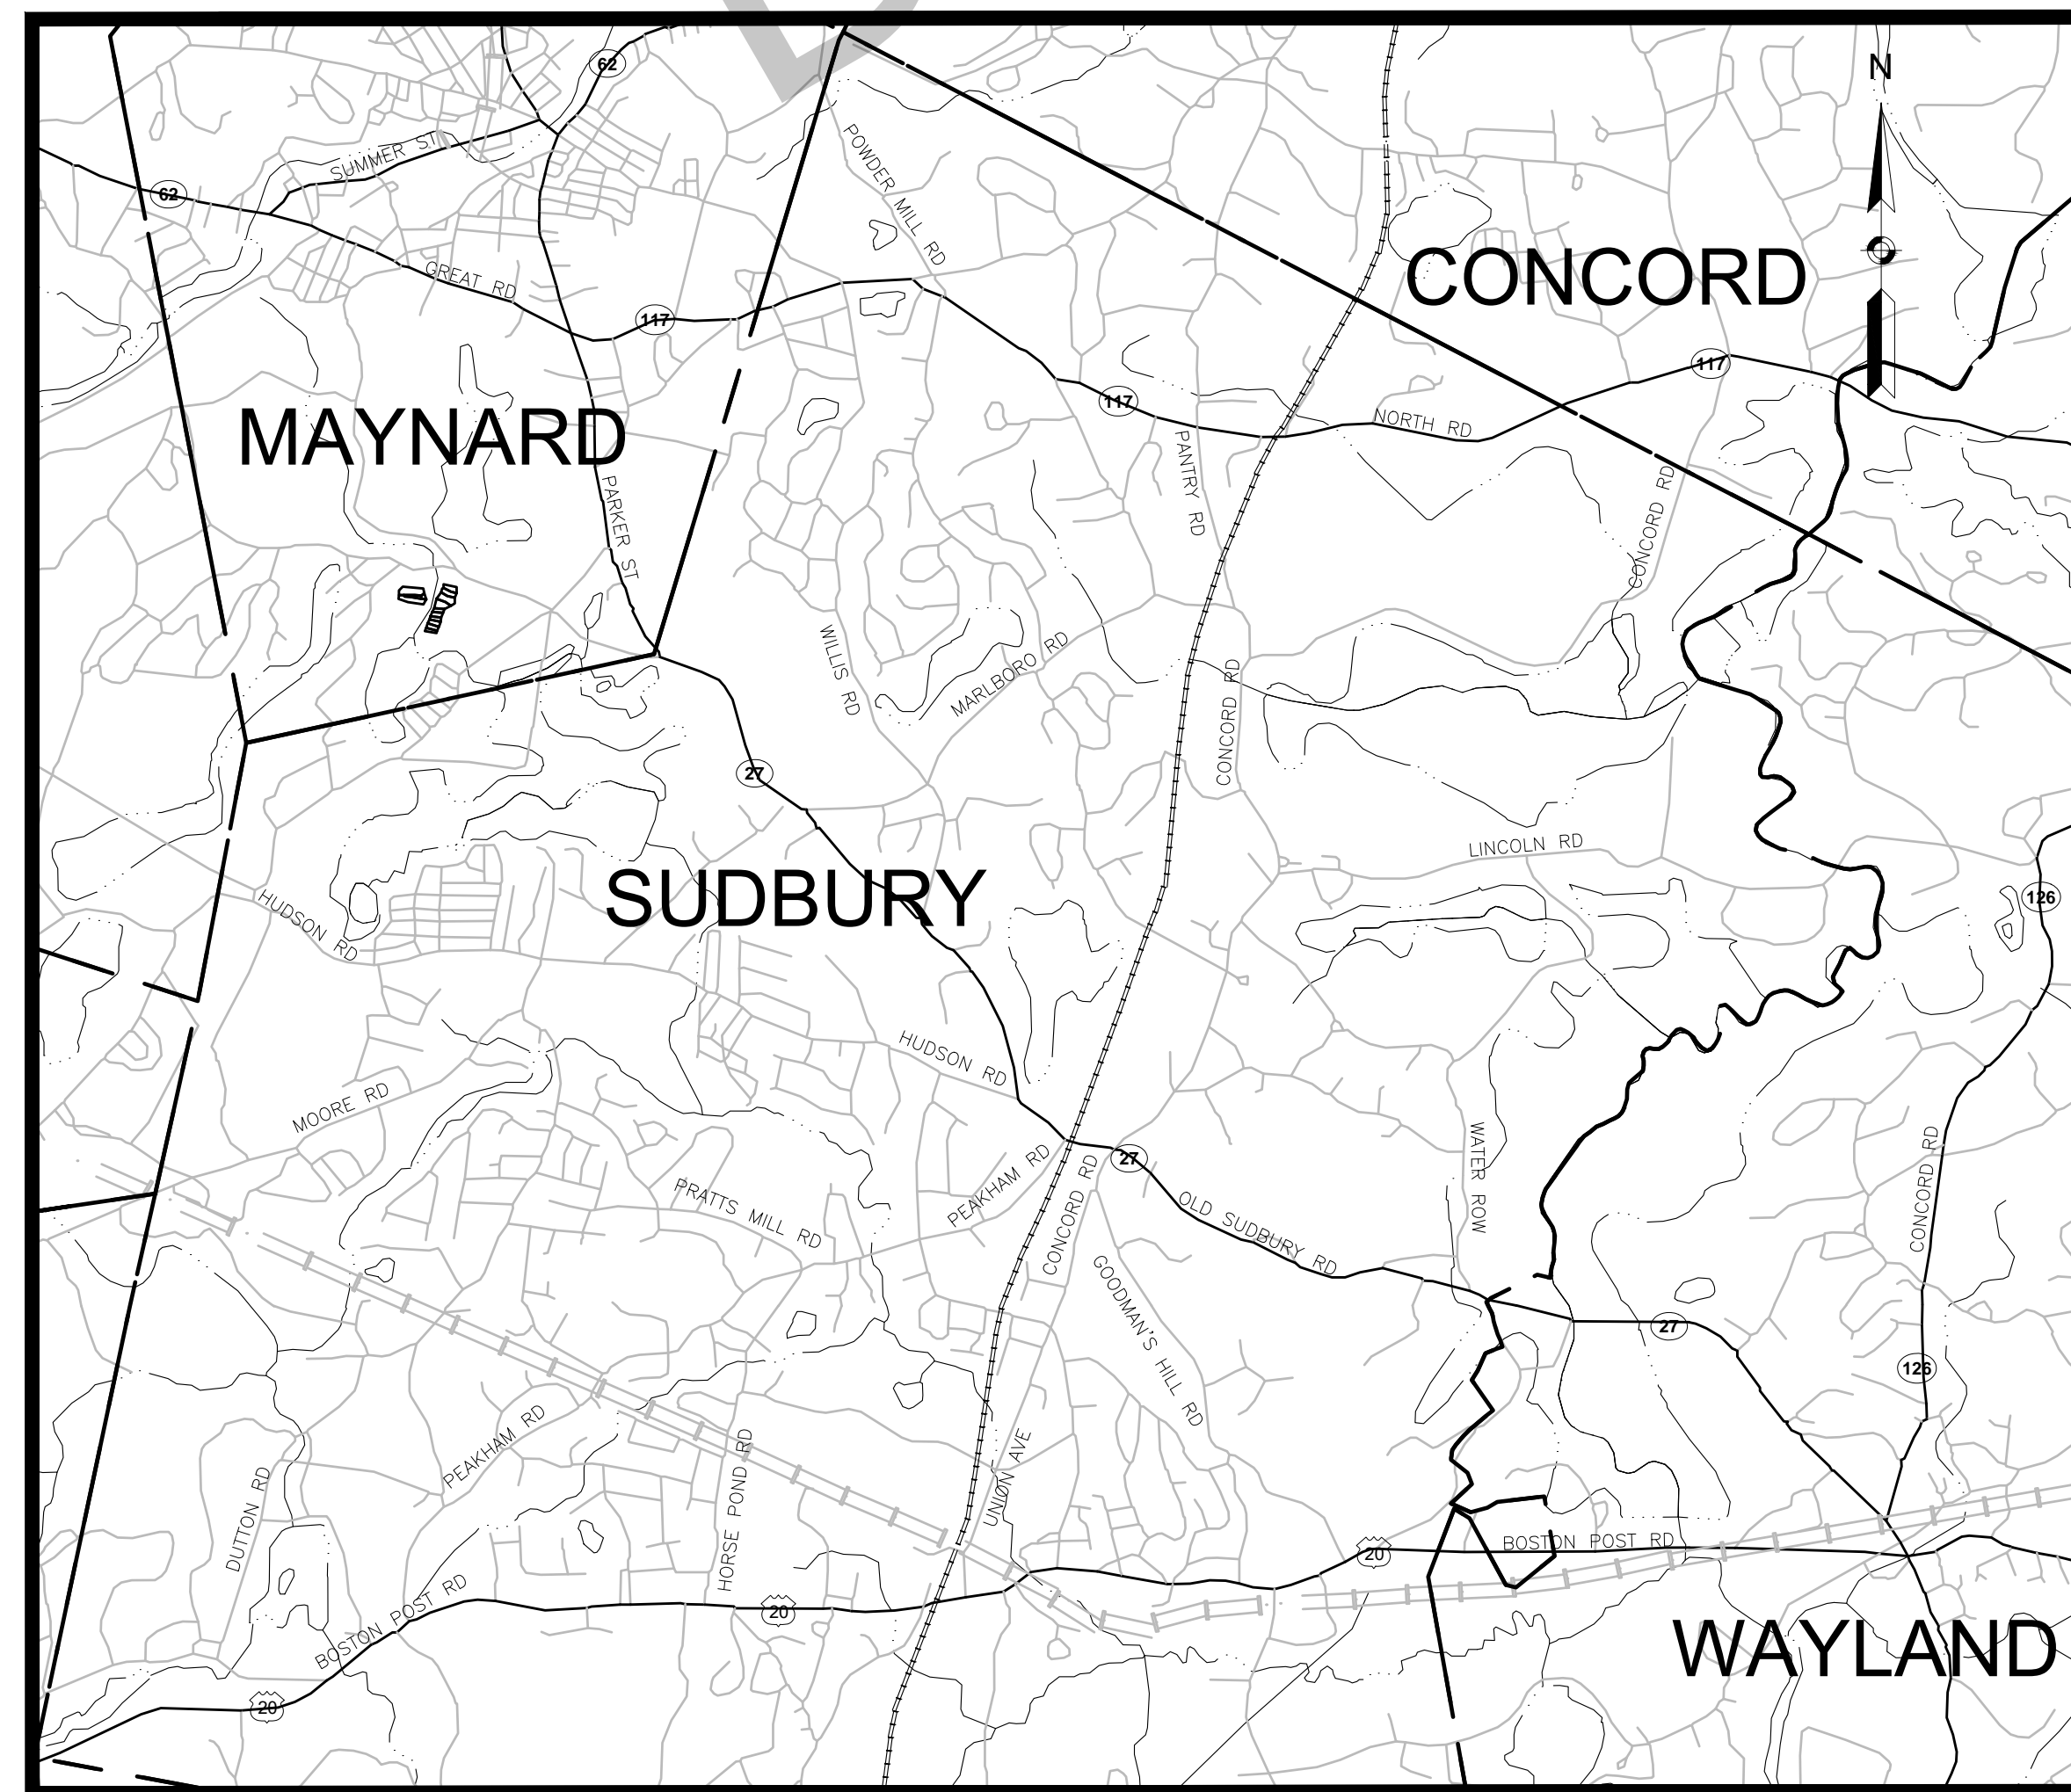 62
N
POWDER MILL RD
SUMMER ST
62
CONCORD
GREAT RD
117
117
117
MAYNARD
NORTH RD
PANTRY RD
CONCORD RD
PARKER ST
WILLIS RD
MARLBORO RD
CONCORD RD
27
LINCOLN RD
SUDBURY
126
HUDSON RD
HUDSON RD
MOORE RD
WATER ROW
CONCORD RD
27
PEAKHAM RD
CONCORD RD
PRATTS MILL RD
OLD SUDBURY RD
GOODMAN'S HILL RD
27
126
PEAKHAM RD
HORSE POND RD
UNION AVE
DUTTON RD
BOSTON POST RD
20
BOSTON POST RD
20
WAYLAND
20